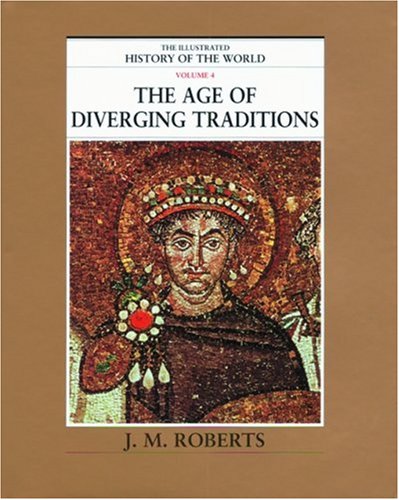 THE ILLUSTRATED
HISTORY OF THE WORLD
VOLUME 4
THE AGE OF
DIVERGING TRADITIONS
J. M. ROBERTS